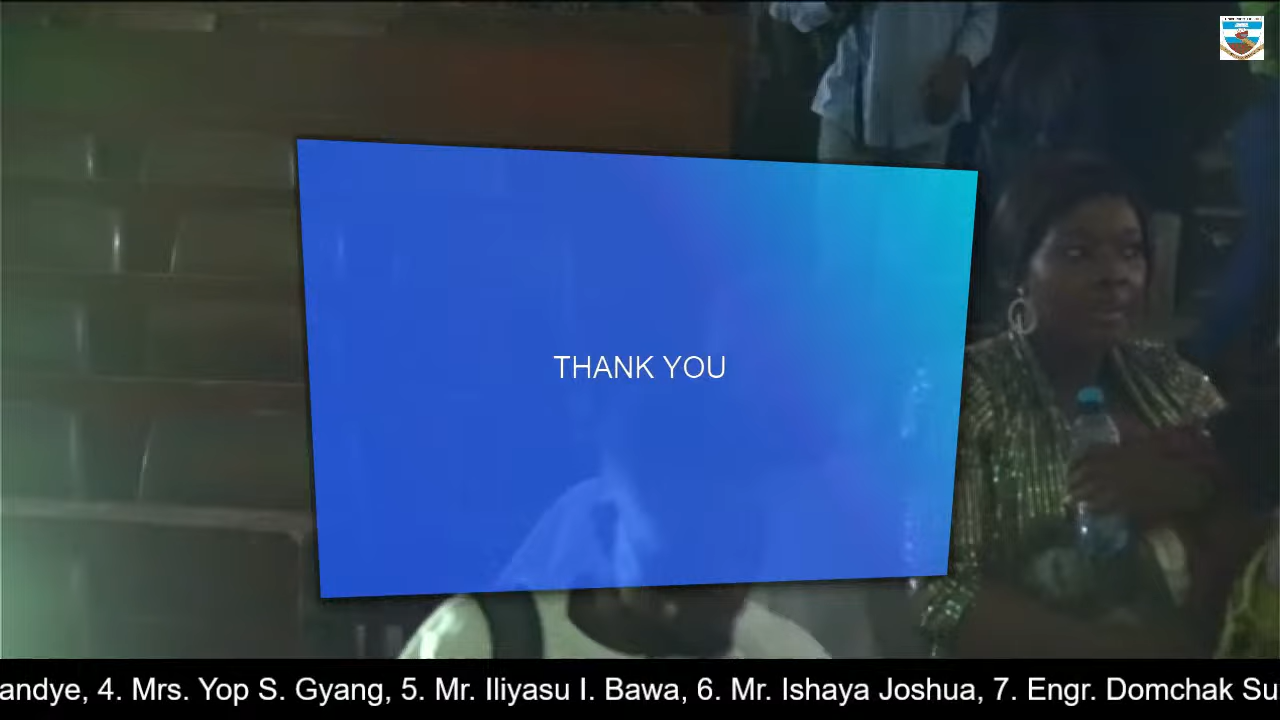 THANK YOU
andye, 4. Mrs. Yop S. Gyang, 5. Mr. Iliyasu I. Bawa, 6. Mr. Ishaya Joshua, 7. Engr. Domchak Su